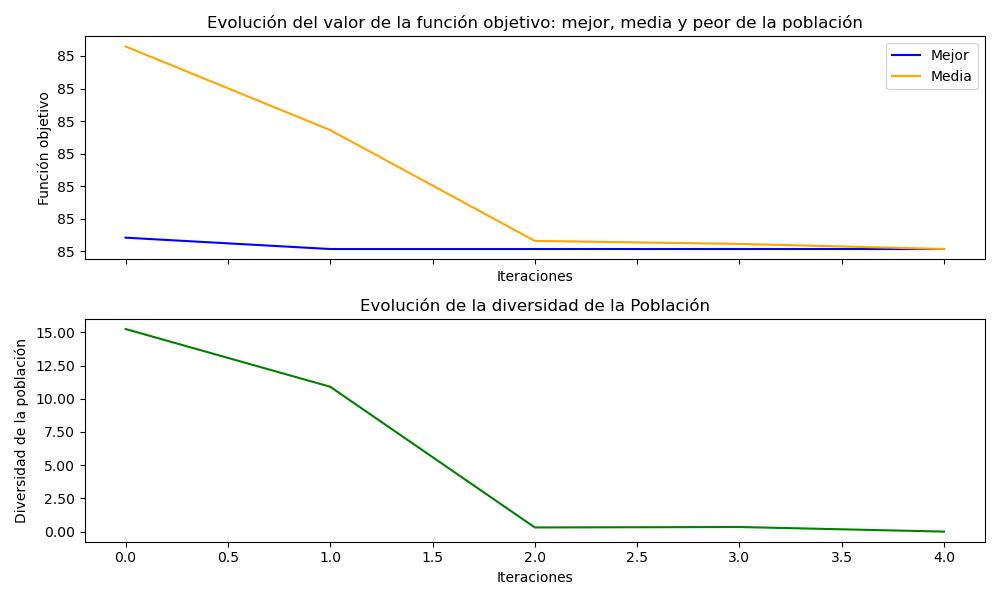 Evolución del valor de la función objetivo: mejor, media y peor de la población
85
85
85
85
85
85
85
Función objetivo
Mejor
Media
Iteraciones
Evolución de la diversidad de la Población
15.00
12.50
10.00
7.50
5.00
2.50
0.00
Diversidad de la población
0.0 0.5 1.0 1.5 2.0 2.5 3.0 3.5 4.0
Iteraciones